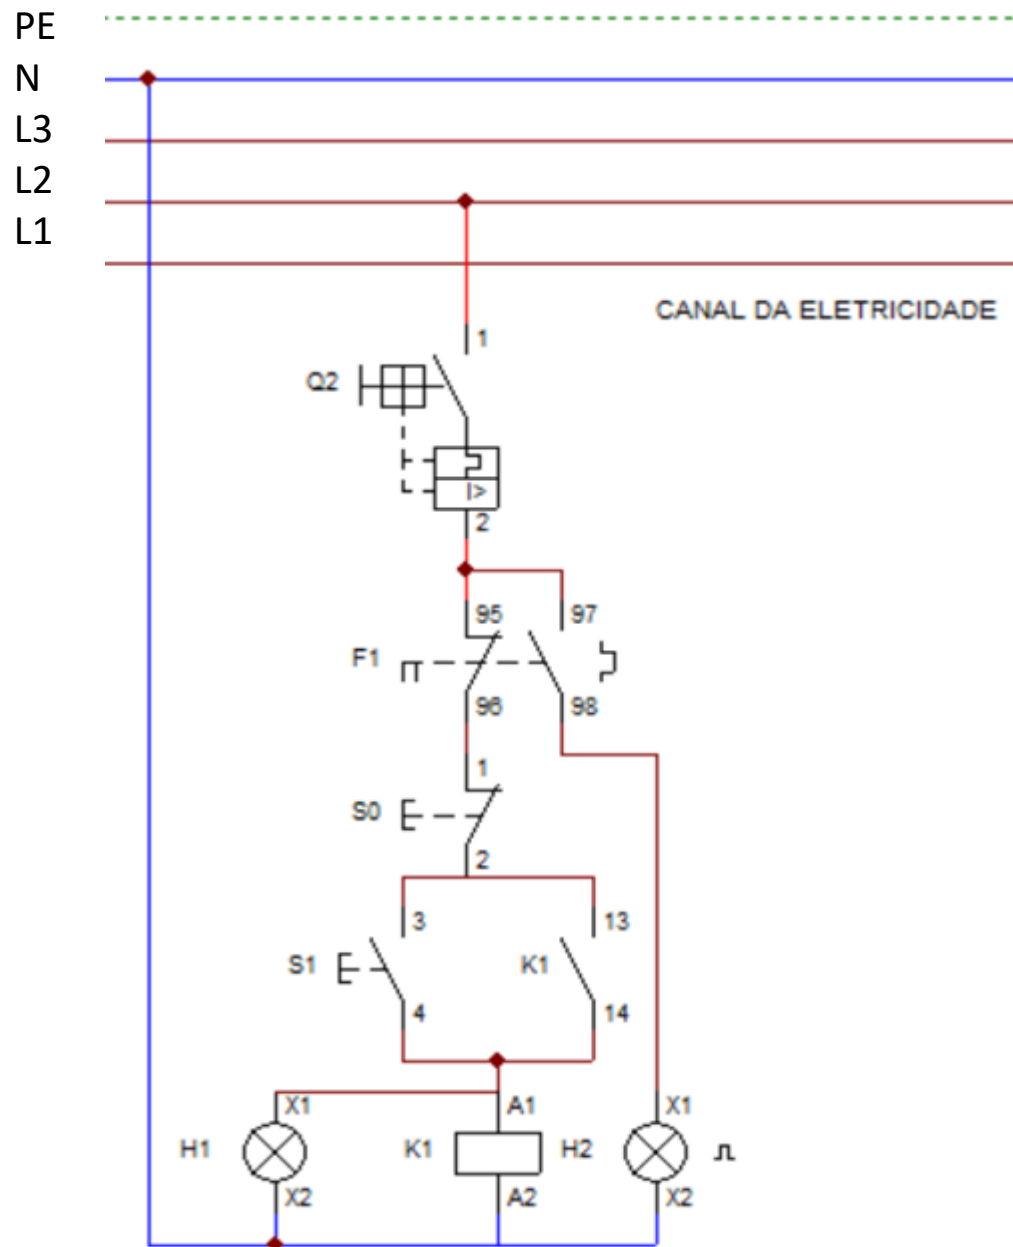 PE
N
L3
L2
L1
CANAL DA ELETRICIDADE
1
Q2
I>
2
95 97
F1
96 98
1
S0
2
3 13
S1 K1
4 14
X1 A1 X1
H1 K1 H2
X2 A2 X2